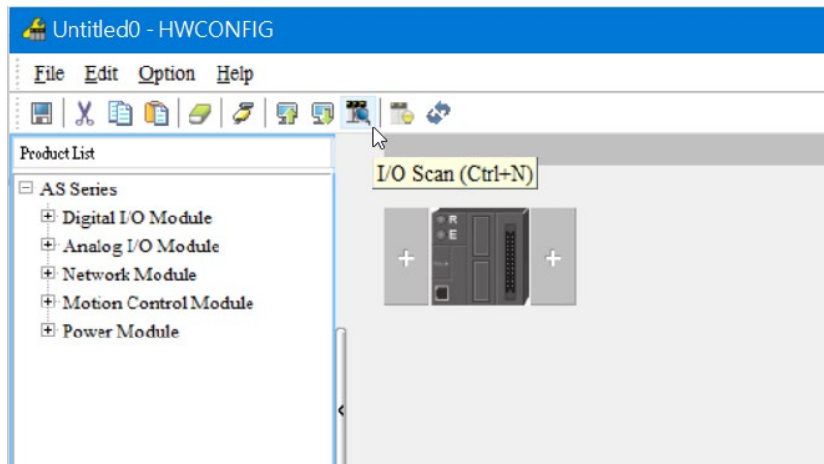 Untitled0 - HWCONFIG
File Edit Option Help
Product List
I/O Scan (Ctrl+N)
AS Series
Digital I/O Module
Analog I/O Module
Network Module
Motion Control Module
Power Module
R
E